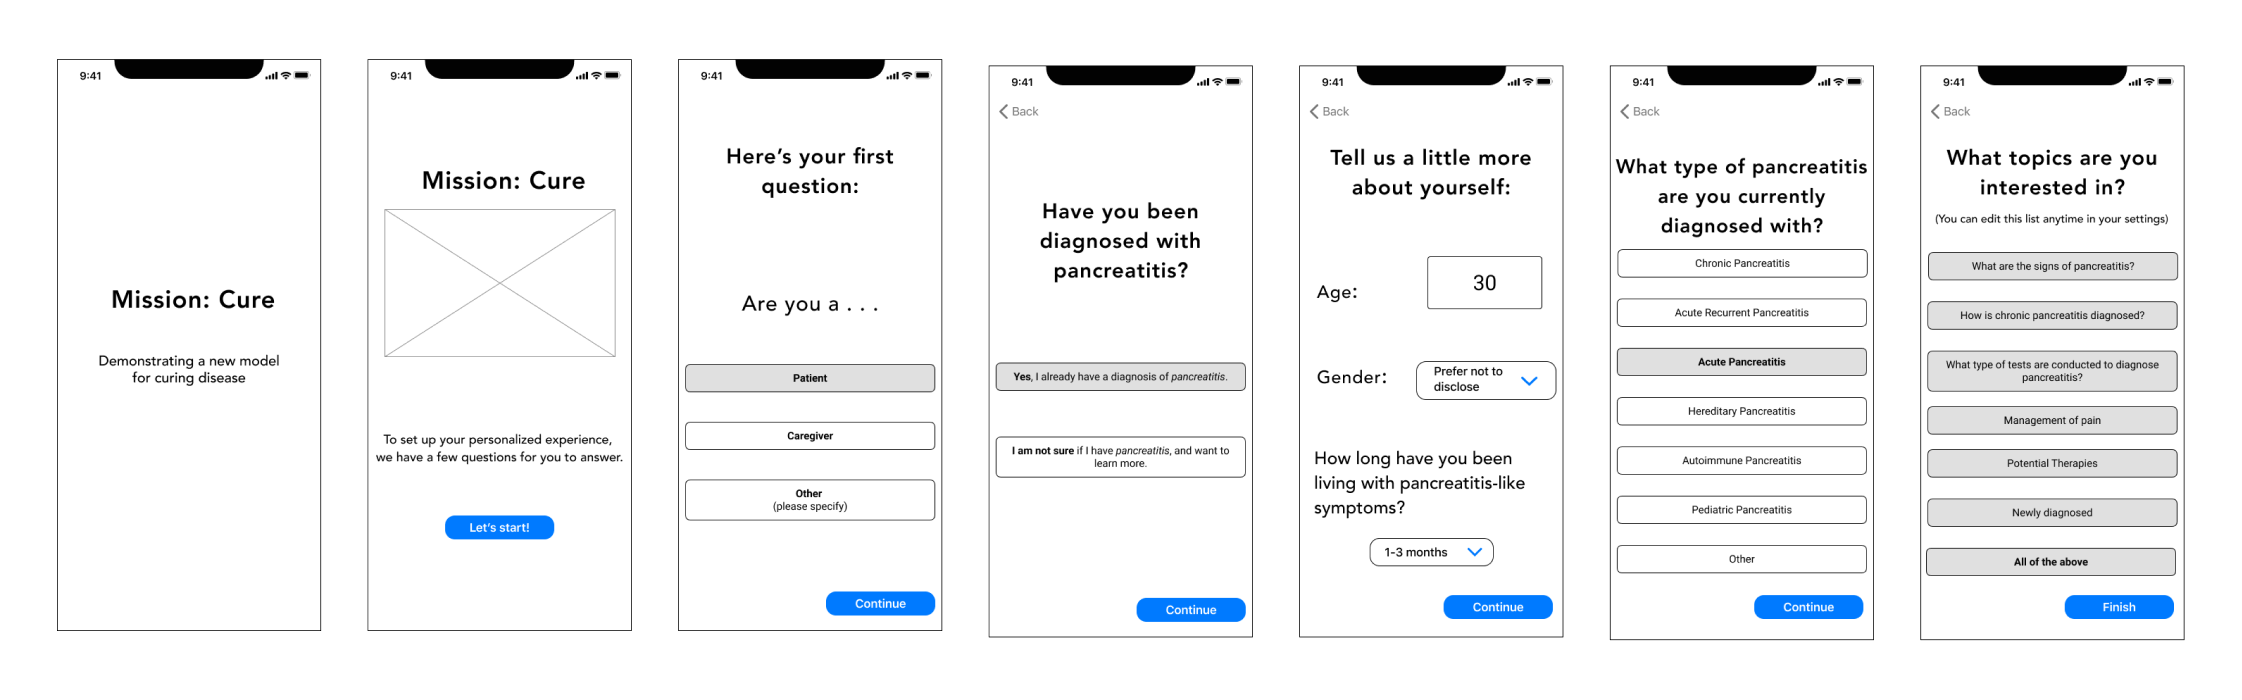 9:41
Mission: Cure
Demonstrating a new model
for curing disease
9:41
Mission: Cure
To set up your personalized experience,
we have a few questions for you to answer.
Let's start!
9:41
Here's your first
question:
Are you a . . .
Patient
Caregiver
Other
(please specify)
Continue
9:41
Back
Have you been
diagnosed with
pancreatitis?
Yes, I already have a diagnosis of pancreatitis.
I am not sure if I have pancreatitis, and want to
learn more.
Continue
9:41
Back
Tell us a little more
about yourself:
Age:
30
Gender:
Prefer not to
disclose
How long have you been
living with pancreatitis-like
symptoms?
1-3 months
Continue
9:41
Back
What type of pancreatitis
are you currently
diagnosed with?
Chronic Pancreatitis
Acute Recurrent Pancreatitis
Acute Pancreatitis
Hereditary Pancreatitis
Autoimmune Pancreatitis
Pediatric Pancreatitis
Other
Continue
9:41
Back
What topics are you
interested in?
(You can edit this list anytime in your settings)
What are the signs of pancreatitis?
How is chronic pancreatitis diagnosed?
What type of tests are conducted to diagnose
pancreatitis?
Management of pain
Potential Therapies
Newly diagnosed
All of the above
Finish